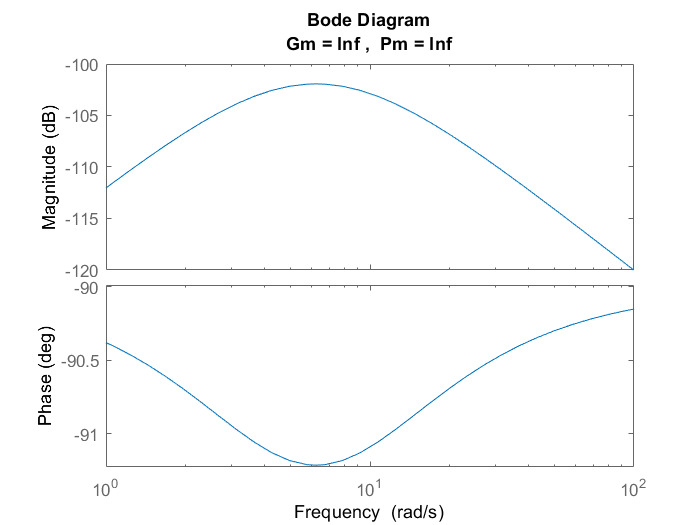 Bode Diagram
Gm = Inf ,  Pm = Inf
Magnitude (dB)
-100
-105
-110
-115
-120
Phase (deg)
-90
-90.5
-91
10^0 10^1 10^2
Frequency  (rad/s)